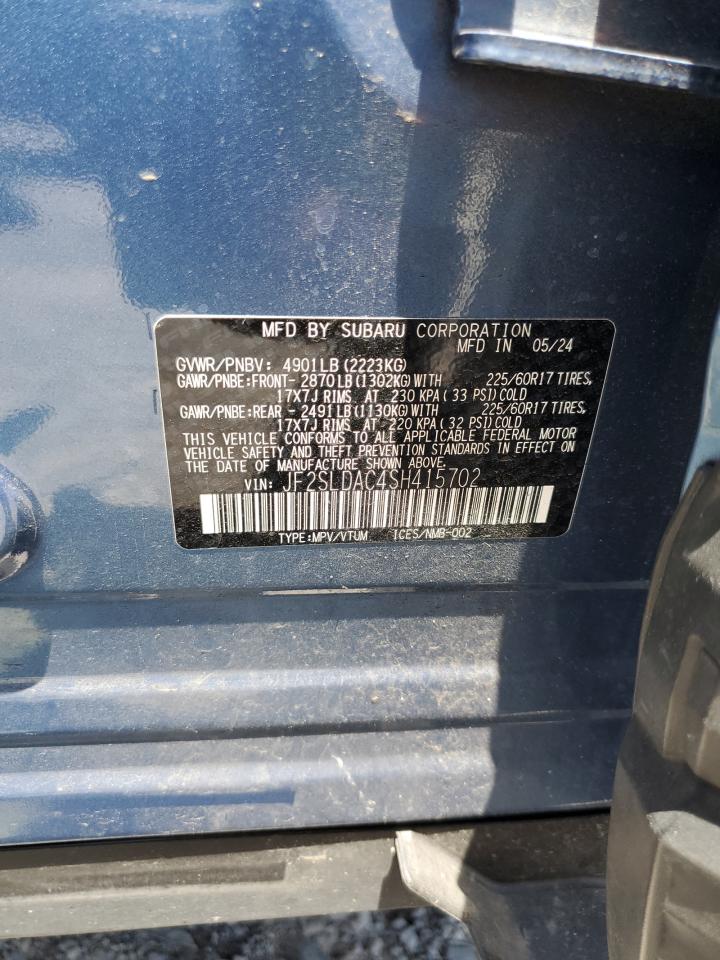 MFD BY SUBARU CORPORATION
MFD IN 05/24
GVWR/PNBV: 4901LB(2223KG)
GAWR/PNBE:FRONT- 2870LB(1302KG)WITH 225/60R17 TIRES,
17X7J RIMS AT 230 KPA( 33 PSI)COLD
GAWR/PNBE:REAR - 2491LB(1130KG)WITH 225/60R17 TIRES,
17X7J RIMS AT 220 KPA( 32 PSI)COLD
THIS VEHICLE CONFORMS TO ALL APPLICABLE FEDERAL MOTOR
VEHICLE SAFETY AND THEFT PREVENTION STANDARDS IN EFFECT ON
THE DATE OF MANUFACTURE SHOWN ABOVE.
VIN: JF2SLDAC4SH415702
TYPE:MPV/VTUM ICES/NMB-002